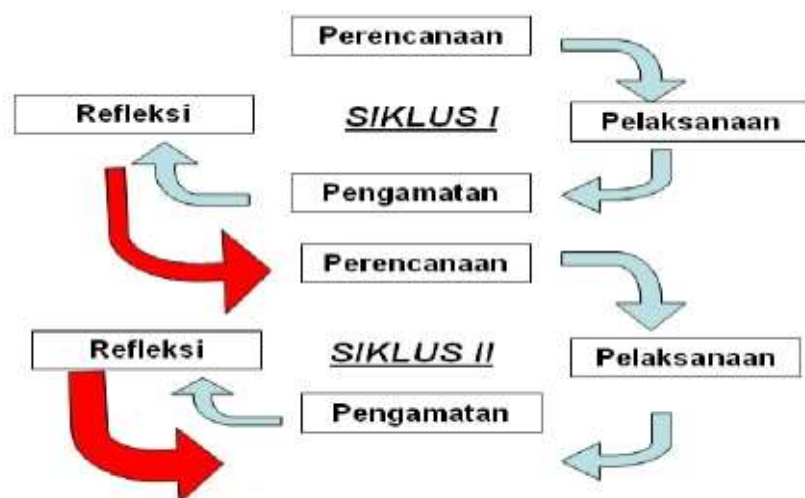 Perencanaan
Refleksi
SIKLUS I
Pelaksanaan
Pengamatan
Perencanaan
Refleksi
SIKLUS II
Pelaksanaan
Pengamatan